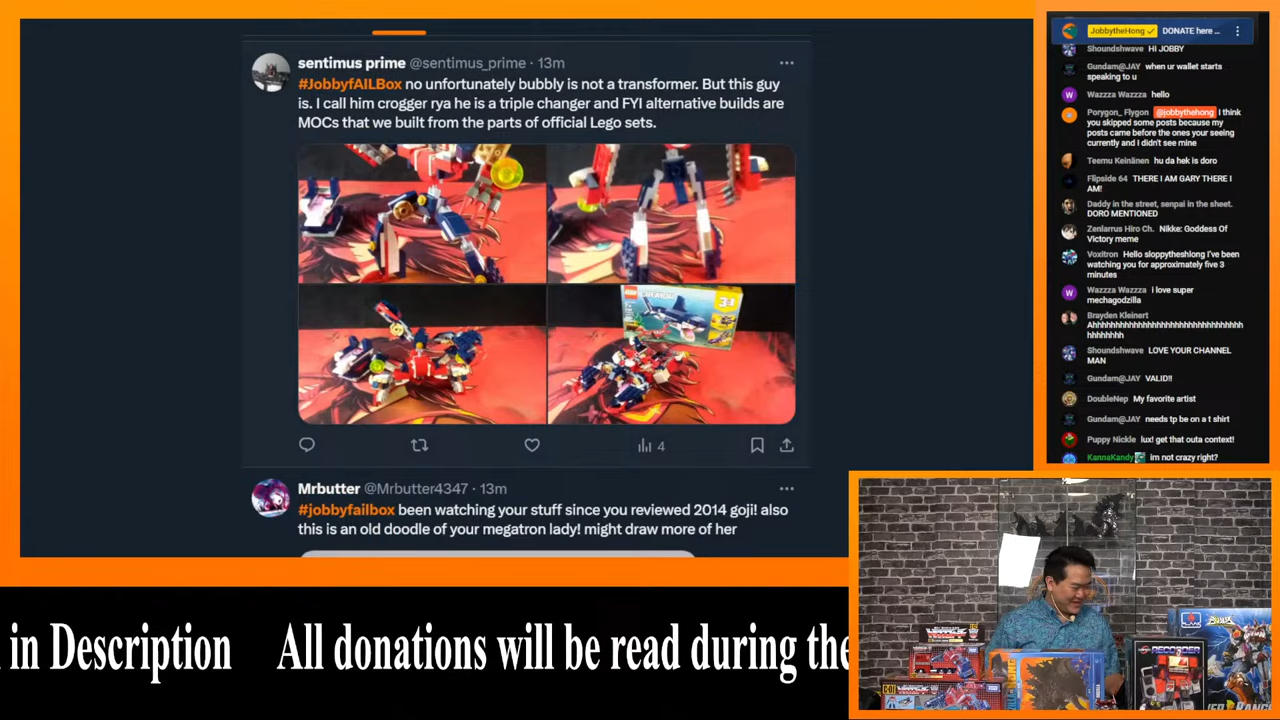 sentimus prime @sentimus_prime · 13m
#JobbyfAILBox no unfortunately bubbly is not a transformer. But this guy
is. I call him crogger rya he is a triple changer and FYI alternative builds are
MOCs that we built from the parts of official Lego sets.
4
Mrbutter @Mrbutter4347 · 13m
#jobbyfailbox been watching your stuff since you reviewed 2014 goji! also
this is an old doodle of your megatron lady! might draw more of her
JobbytheHong DONATE here ...
Shoundshwave HI JOBBY
Gundam@JAY when ur wallet starts
speaking to u
Wazzza Wazzza hello
Porygon_ Flygon @jobbythehong I think
you skipped some posts because my
posts came before the ones your seeing
currently and I didn't see mine
Teemu Keinänen hu da hek is doro
Flipside 64 THERE I AM GARY THERE I
AM!
Daddy in the street, senpai in the sheet.
DORO MENTIONED
Zenlarrus Hiro Ch. Nikke: Goddess Of
Victory meme
Voxitron Hello sloppytheshlong I've been
watching you for approximately five 3
minutes
Wazzza Wazzza i love super
mechagodzilla
Brayden Kleinert
Ahhhhhhhhhhhhhhhhhhhhhhhhhhhhhh
hhhhhhhh
Shoundshwave LOVE YOUR CHANNEL
MAN
Gundam@JAY VALID!!
DoubleNep My favorite artist
Gundam@JAY needs tp be on a t shirt
Puppy Nickle lux! get that outa context!
KannaKandy im not crazy right?
in Description All donations will be read during the
RECORDER